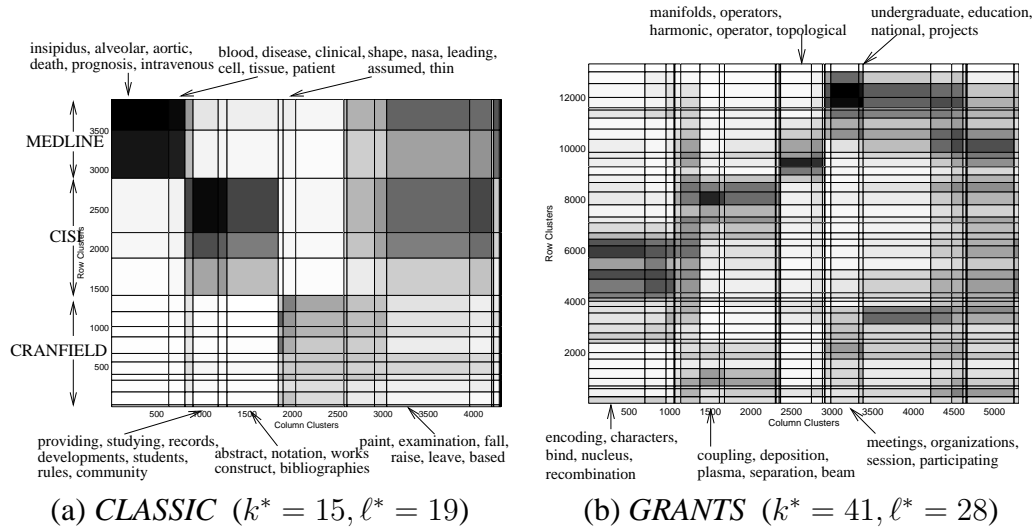 insipidus, alveolar, aortic,
death, prognosis, intravenous
blood, disease, clinical,
cell, tissue, patient
shape, nasa, leading,
assumed, thin
MEDLINE
CISI
CRANFIELD
Row Clusters
3500
3000
2500
2000
1500
1000
500
500 1000 1500 2000 2500 3000 3500 4000
Column Clusters
providing, studying, records,
developments, students,
rules, community
abstract, notation, works
construct, bibliographies
paint, examination, fall,
raise, leave, based
(a) CLASSIC (k* = 15, ℓ* = 19)
manifolds, operators,
harmonic, operator, topological
undergraduate, education,
national, projects
Row Clusters
12000
10000
8000
6000
4000
2000
500 1000 1500 2000 2500 3000 3500 4000 4500 5000
Column Clusters
encoding, characters,
bind, nucleus,
recombination
coupling, deposition,
plasma, separation, beam
meetings, organizations,
session, participating
(b) GRANTS (k* = 41, ℓ* = 28)